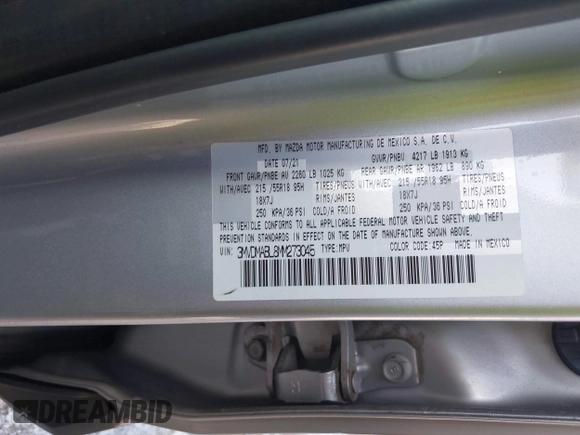 MFD. BY MAZDA MOTOR MANUFACTURING DE MEXICO S.A. DE C.V.
DATE 07/21 GVWR/PNBV 4217 LB 1913 KG
FRONT GAWR/PNBE AV 2260 LB 1025 KG REAR GAWR/PNBE AR 1962 LB 890 KG
WITH/AVEC 215/55R18 95H TIRES/PNEUS WITH/AVEC 215/55R18 95H TIRES/PNEUS
18X7J RIMS/JANTES 18X7J RIMS/JANTES
250 KPA/36 PSI COLD/A FROID 250 KPA/36 PSI COLD/A FROID
THIS VEHICLE CONFORMS TO ALL APPLICABLE FEDERAL MOTOR VEHICLE SAFETY AND THEFT
PREVENTION STANDARDS IN EFFECT ON THE DATE OF MANUFACTURE SHOWN ABOVE.
VIN: 3MVDMABL8MM273045 TYPE: MPV COLOR CODE: 45P MADE IN MEXICO
DREAMBID